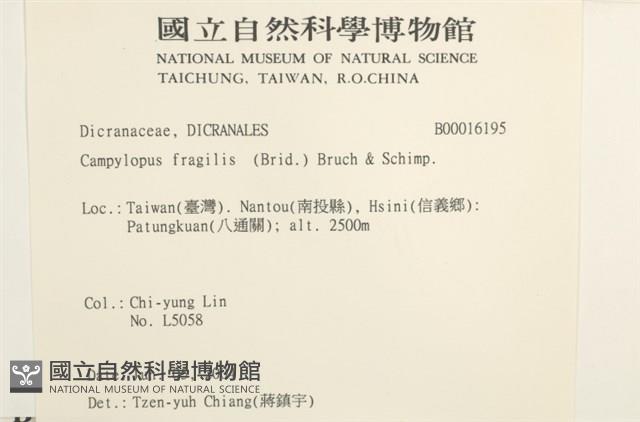 國立自然科學博物館
NATIONAL MUSEUM OF NATURAL SCIENCE
TAICHUNG, TAIWAN, R.O.CHINA
Dicranaceae, DICRANALES B00016195
Campylopus fragilis (Brid.) Bruch & Schimp.
Loc.: Taiwan(臺灣). Nantou(南投縣), Hsini(信義鄉):
Patungkuan(八通關); alt. 2500m
Col.: Chi-yung Lin
No. L5058
國立自然科學博物館
NATIONAL MUSEUM OF NATURAL SCIENCE
Det.: Tzen-yuh Chiang(蔣鎮宇)